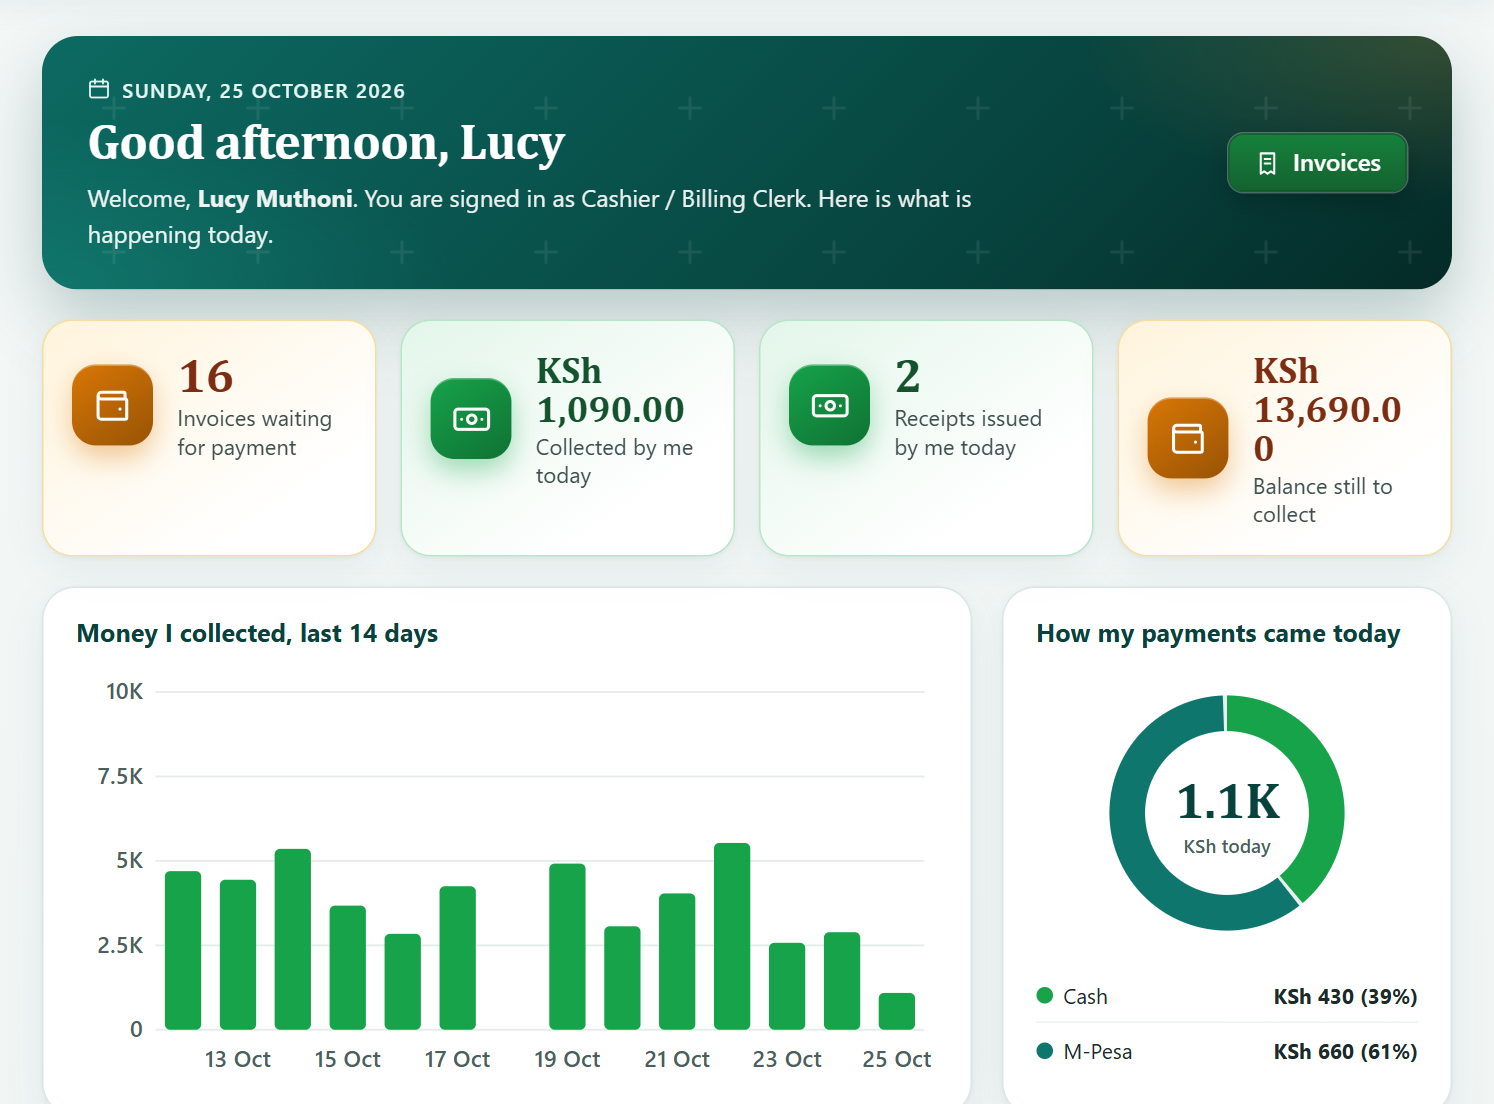 SUNDAY, 25 OCTOBER 2026
Good afternoon, Lucy
Welcome, Lucy Muthoni. You are signed in as Cashier / Billing Clerk. Here is what is
happening today.
Invoices
16
Invoices waiting
for payment
KSh
1,090.00
Collected by me
today
2
Receipts issued
by me today
KSh
13,690.0
0
Balance still to
collect
Money I collected, last 14 days
10K
7.5K
5K
2.5K
0
13 Oct
15 Oct
17 Oct
19 Oct
21 Oct
23 Oct
25 Oct
How my payments came today
1.1K
KSh today
Cash
KSh 430 (39%)
M-Pesa
KSh 660 (61%)